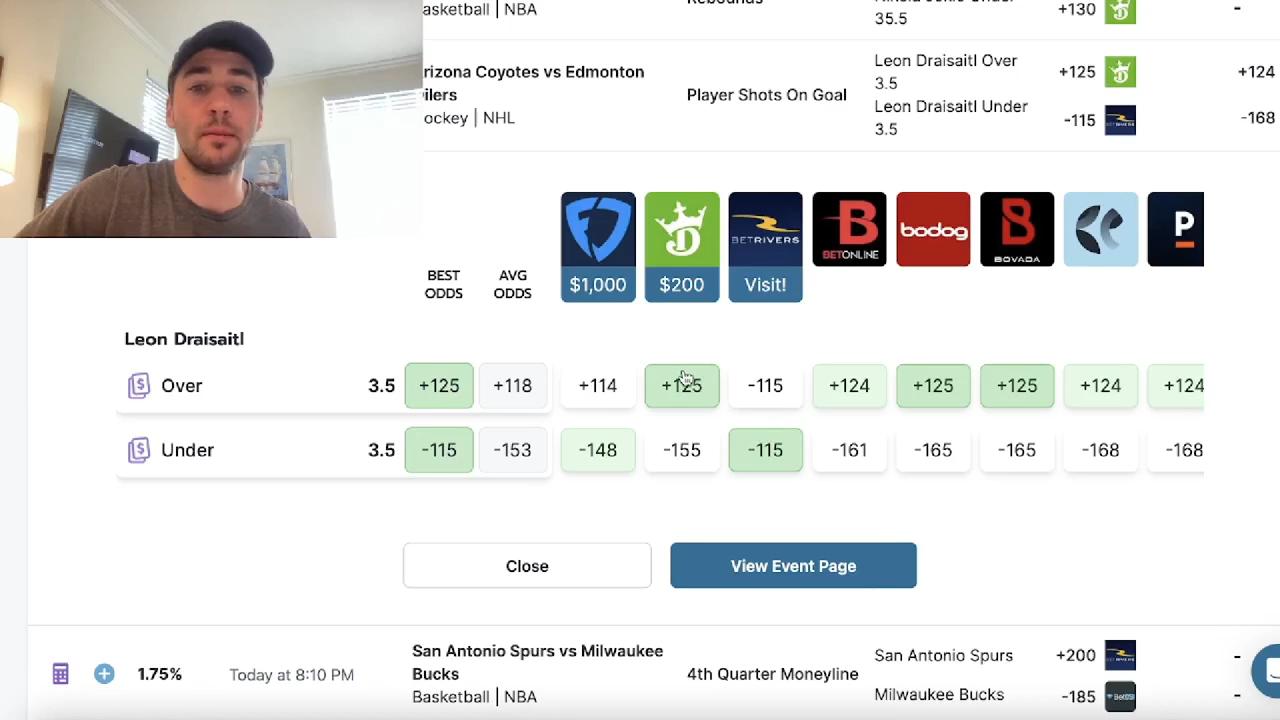 asketball | NBA
Rebounds
35.5
+130
-
rizona Coyotes vs Edmonton
ilers
ockey | NHL
Player Shots On Goal
Leon Draisaitl Over
3.5
+125
+124
Leon Draisaitl Under
3.5
-115
-168
BETRIVERS
BETONLINE
bodog
BOVADA
P
$1,000
$200
Visit!
BEST
ODDS
AVG
ODDS
Leon Draisaitl
Over
3.5
+125
+118
+114
+125
-115
+124
+125
+125
+124
+124
Under
3.5
-115
-153
-148
-155
-115
-161
-165
-165
-168
-168
Close
View Event Page
1.75%
Today at 8:10 PM
San Antonio Spurs vs Milwaukee
Bucks
Basketball | NBA
4th Quarter Moneyline
San Antonio Spurs
+200
-
Milwaukee Bucks
-185
-